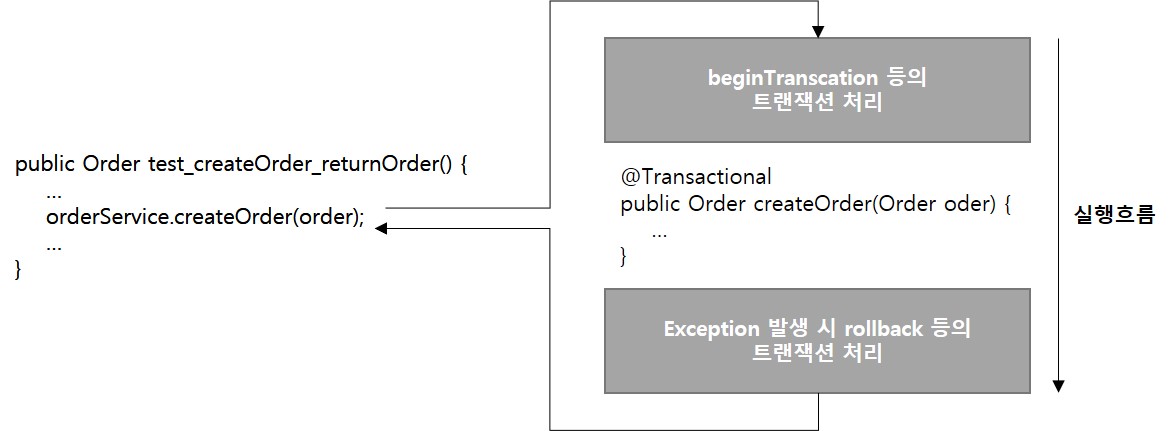 public Order test_createOrder_returnOrder() {
...
orderService.createOrder(order);
...
}
beginTranscation 등의
트랜잭션 처리
@Transactional
public Order createOrder(Order oder) {
...
}
Exception 발생 시 rollback 등의
트랜잭션 처리
실행흐름